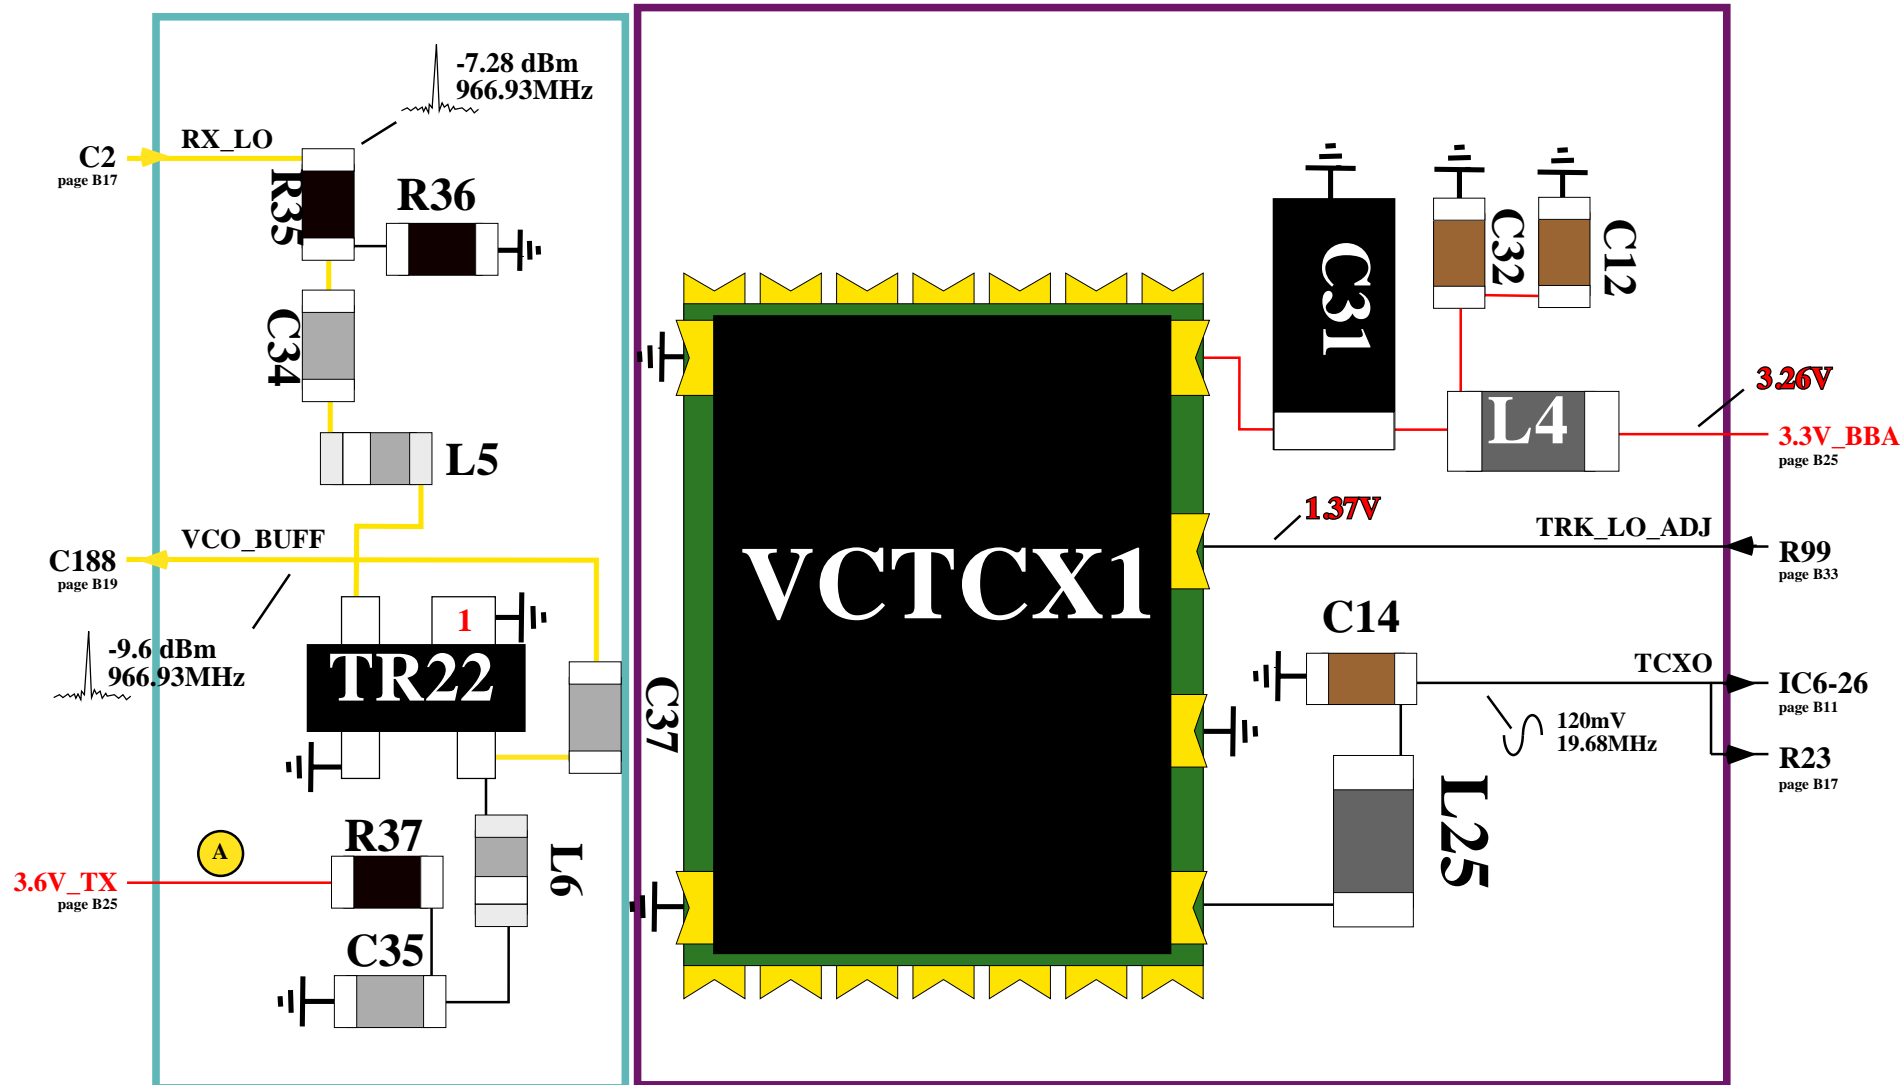 -7.28 dBm
966.93MHz
RX_LO
C2
page B17
R35
R36
C34
L5
VCO_BUFF
C188
page B19
-9.6 dBm
966.93MHz
1
TR22
C37
A
R37
3.6V_TX
page B25
L6
C35
VCTCX1
C31
C32
C12
L4
3.26V
3.3V_BBA
page B25
1.37V
TRK_LO_ADJ
R99
page B33
C14
TCXO
IC6-26
page B11
120mV
19.68MHz
R23
page B17
L25